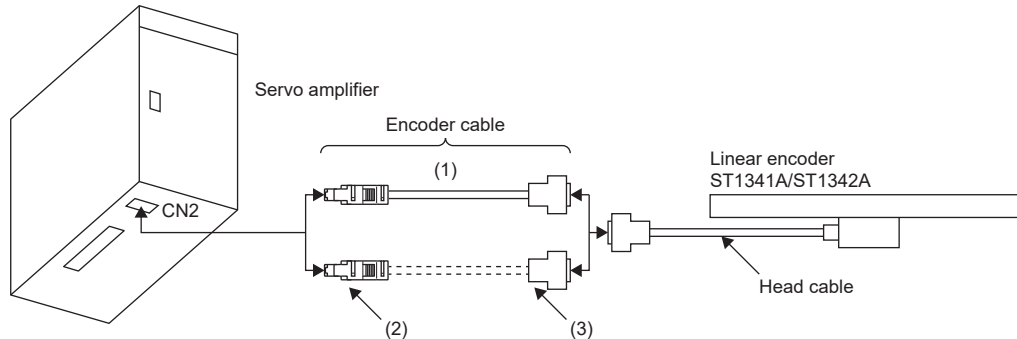 Servo amplifier
Encoder cable
(1)
Linear encoder
ST1341A/ST1342A
CN2
Head cable
(2)
(3)